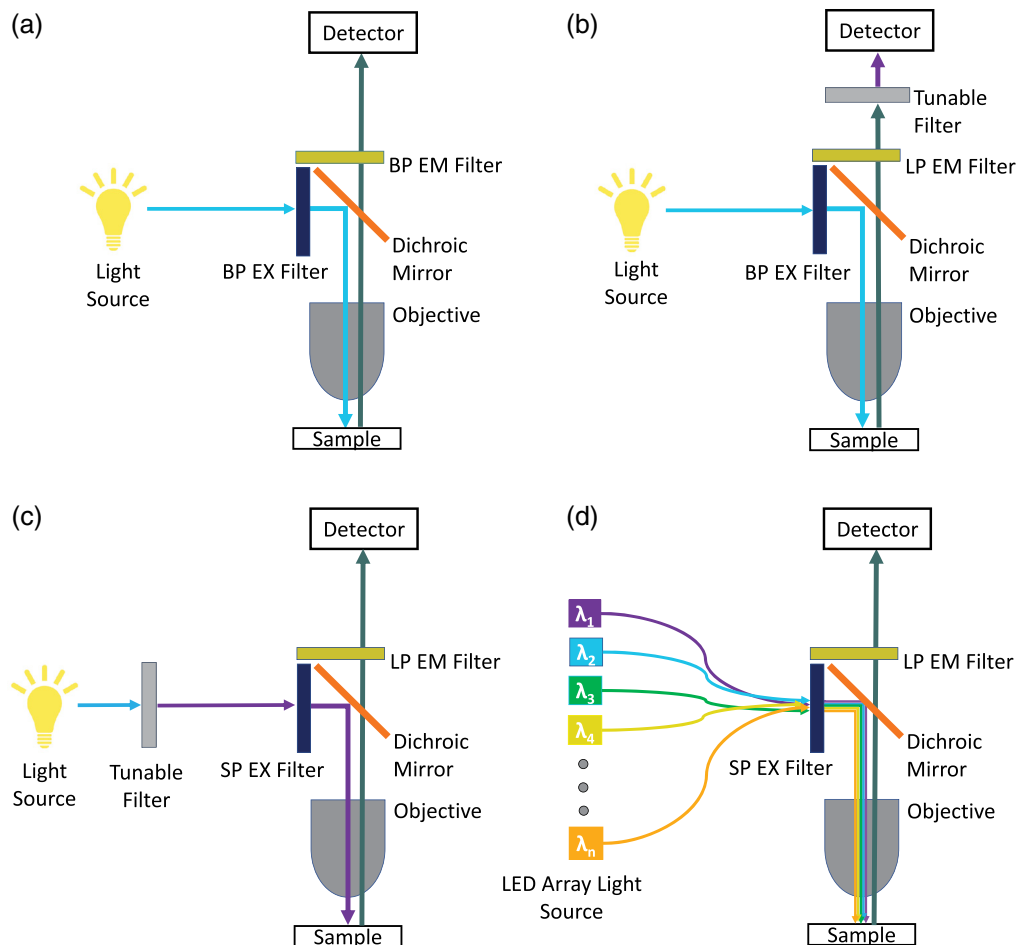 (a)
Detector
BP EM Filter
Light
Source
BP EX Filter
Dichroic
Mirror
Objective
Sample
(b)
Detector
Tunable
Filter
LP EM Filter
Light
Source
BP EX Filter
Dichroic
Mirror
Objective
Sample
(c)
Detector
LP EM Filter
Light
Source
Tunable
Filter
SP EX Filter
Dichroic
Mirror
Objective
Sample
(d)
Detector
λ1
λ2
λ3
λ4
λn
LED Array Light
Source
LP EM Filter
SP EX Filter
Dichroic
Mirror
Objective
Sample